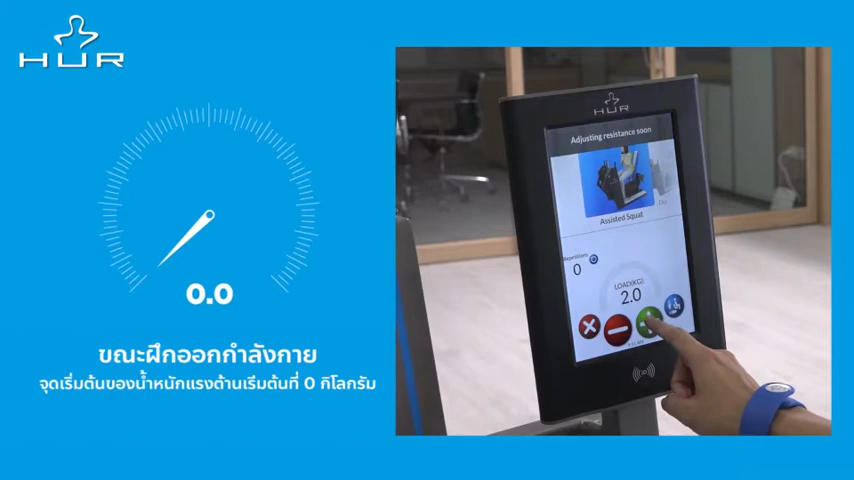 HUR
0.0
ขณะฝึกออกกำลังกาย
จุดเริ่มต้นของน้ำหนักแรงต้านเริ่มต้นที่ 0 กิโลกรัม
HUR
Adjusting resistance soon
Assisted Squat
Dip
Repetitions
0
LOAD(KG)
2.0